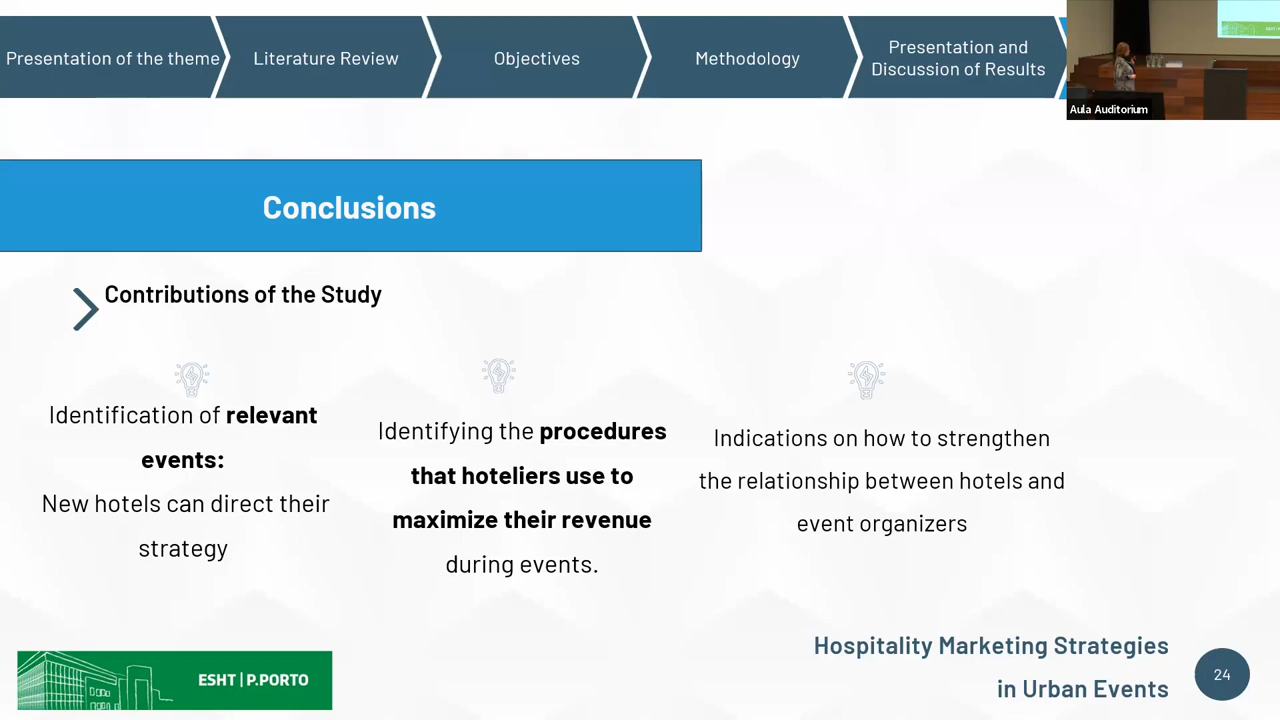 Presentation of the theme
Literature Review
Objectives
Methodology
Presentation and
Discussion of Results
Aula Auditorium
Conclusions
Contributions of the Study
Identification of relevant
events:
New hotels can direct their
strategy
Identifying the procedures
that hoteliers use to
maximize their revenue
during events.
Indications on how to strengthen
the relationship between hotels and
event organizers
ESHT | P.PORTO
Hospitality Marketing Strategies
in Urban Events
24